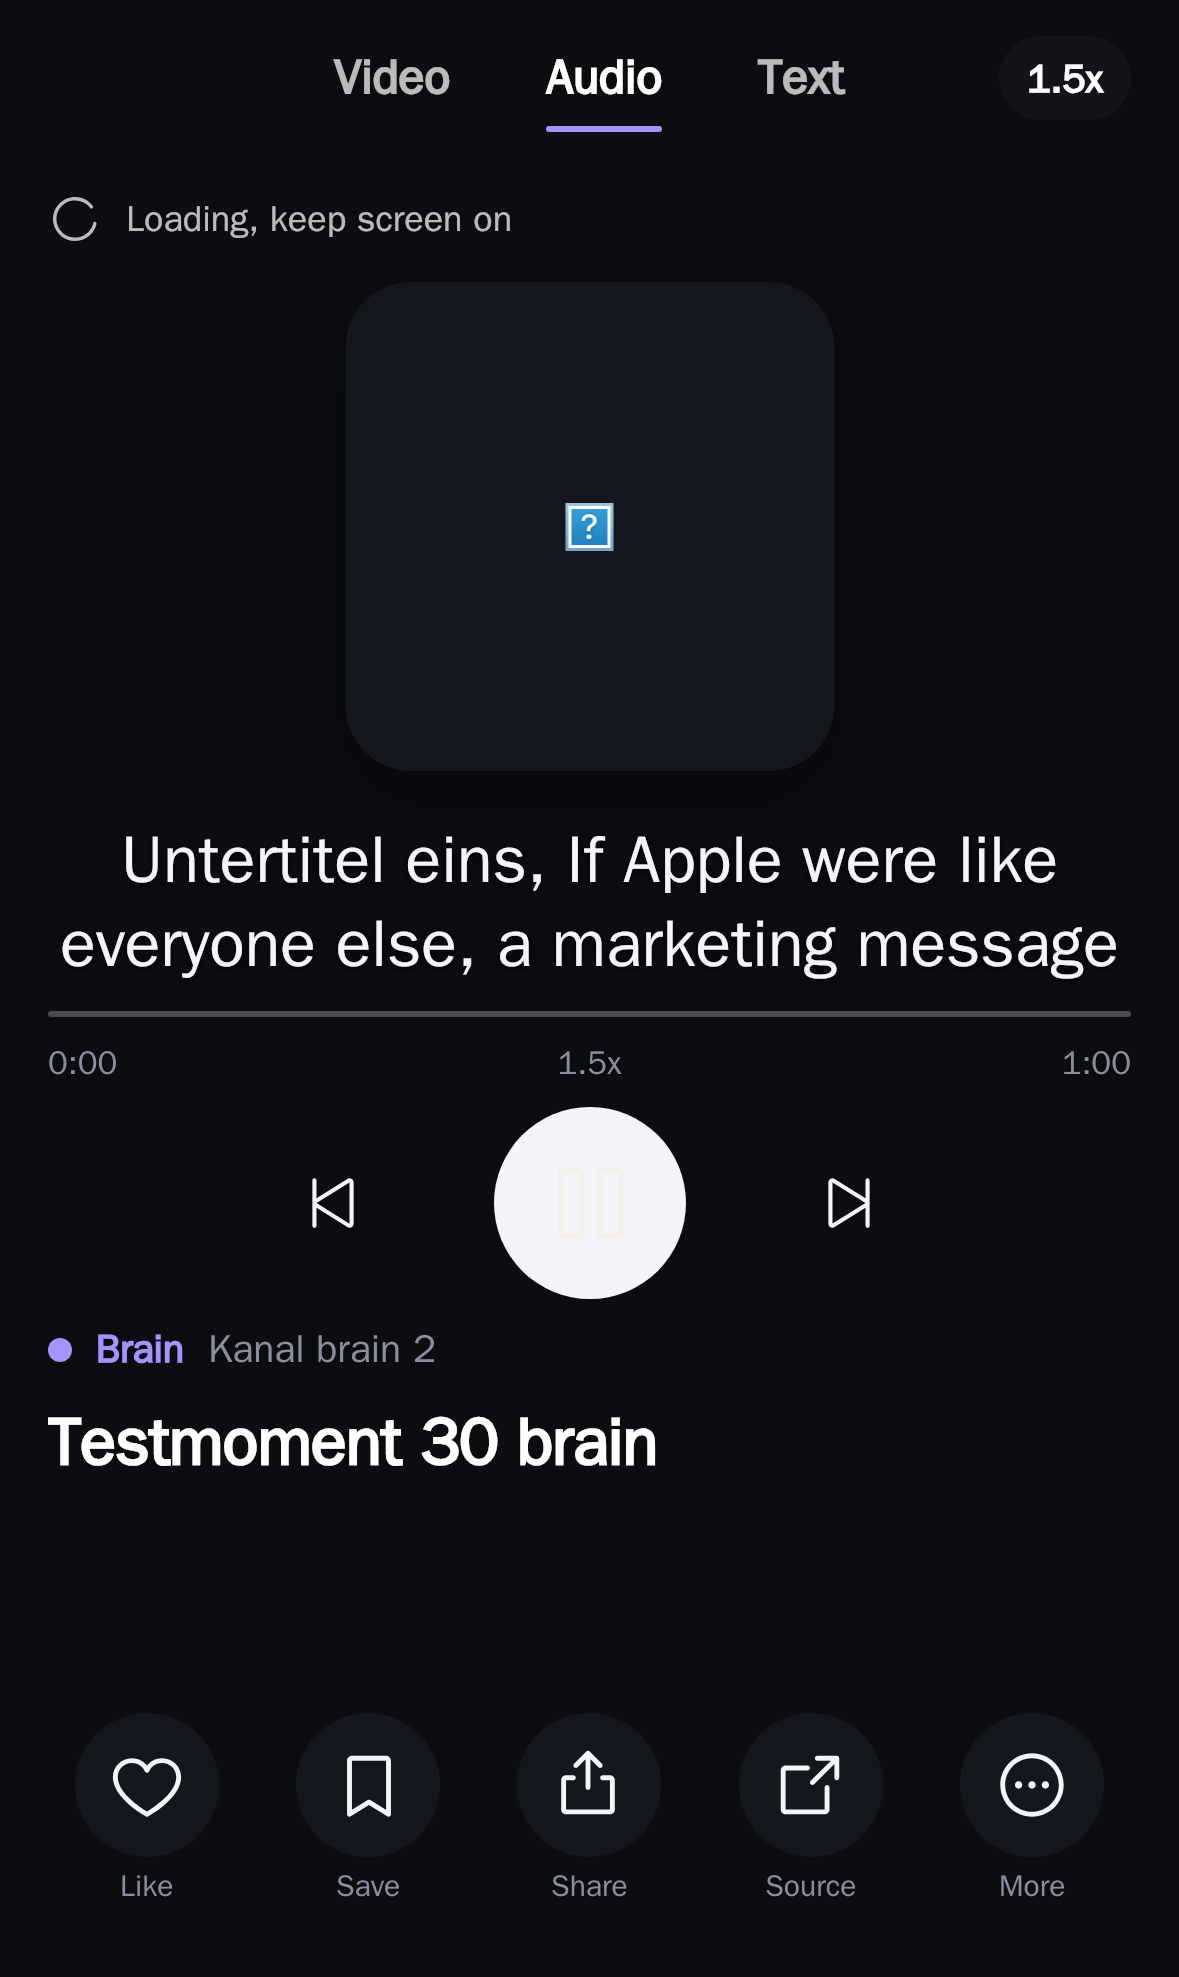 Video Audio Text 1.5x
Loading, keep screen on
?
Untertitel eins, If Apple were like
everyone else, a marketing message
0:00 1.5x 1:00
Brain Kanal brain 2
Testmoment 30 brain
Like Save Share Source More